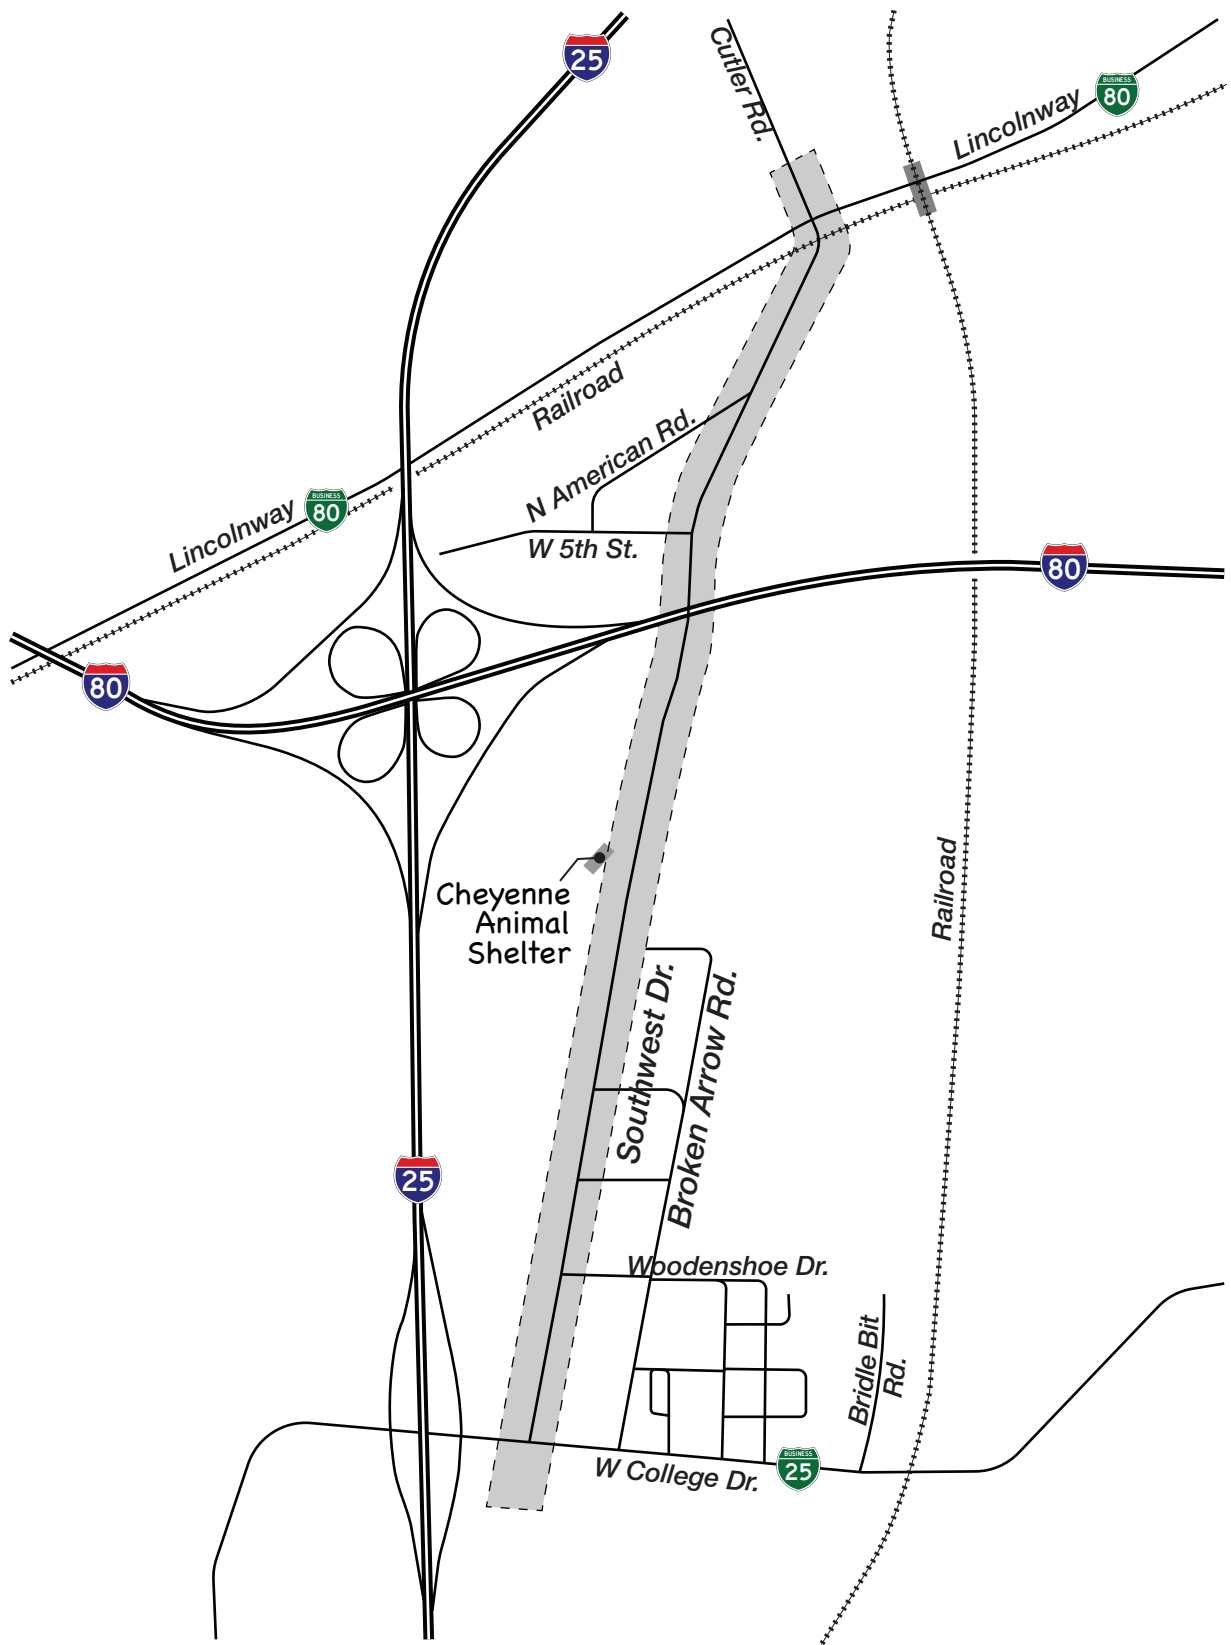 25
Cutler Rd.
BUSINESS
80
Lincolnway
Railroad
N American Rd.
BUSINESS
80
Lincolnway
W 5th St.
80
80
Railroad
Cheyenne
Animal
Shelter
Southwest Dr.
Broken Arrow Rd.
25
Woodenshoe Dr.
Bridle Bit
Rd.
BUSINESS
25
W College Dr.